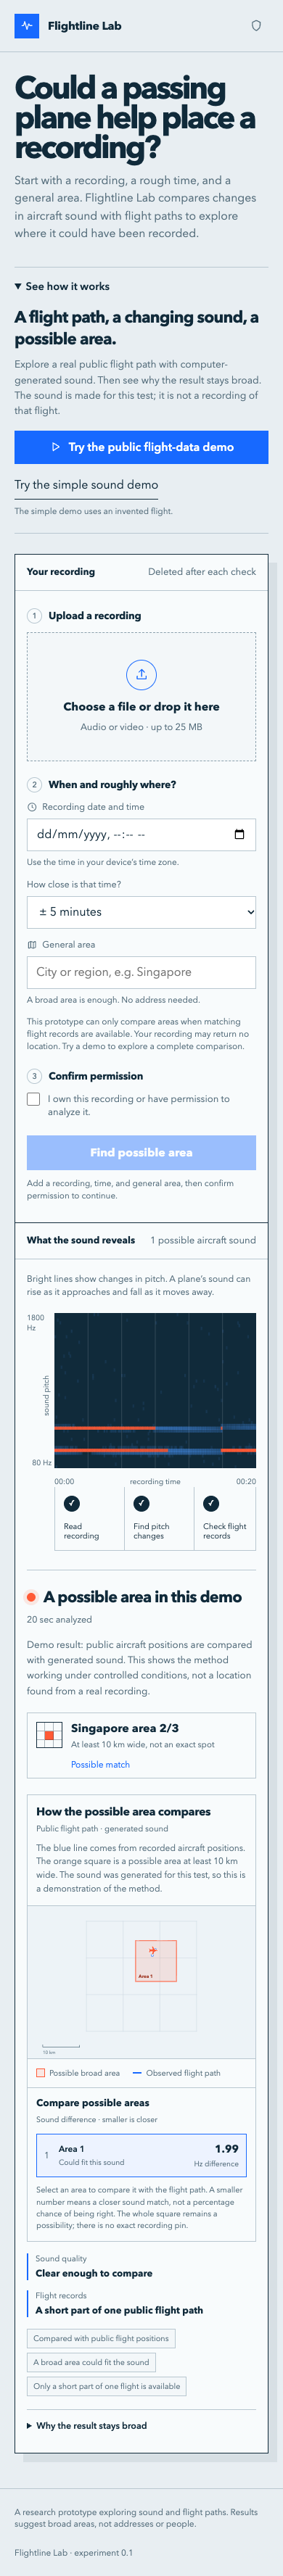 Flightline Lab
Could a passing
plane help place a
recording?
Start with a recording, a rough time, and a
general area. Flightline Lab compares changes
in aircraft sound with flight paths to explore
where it could have been recorded.
See how it works
A flight path, a changing sound, a
possible area.
Explore a real public flight path with computer-
generated sound. Then see why the result stays broad.
The sound is made for this test; it is not a recording of
that flight.
Try the public flight-data demo
Try the simple sound demo
The simple demo uses an invented flight.
Your recording
Deleted after each check
1 Upload a recording
Choose a file or drop it here
Audio or video · up to 25 MB
2 When and roughly where?
Recording date and time
dd/mm/yyyy, --:-- --
Use the time in your device's time zone.
How close is that time?
± 5 minutes
General area
City or region, e.g. Singapore
A broad area is enough. No address needed.
This prototype can only compare areas when matching
flight records are available. Your recording may return no
location. Try a demo to explore a complete comparison.
3 Confirm permission
I own this recording or have permission to
analyze it.
Find possible area
Add a recording, time, and general area, then confirm
permission to continue.
What the sound reveals
1 possible aircraft sound
Bright lines show changes in pitch. A plane's sound can
rise as it approaches and fall as it moves away.
1800
Hz
sound pitch
80 Hz
00:00 recording time 00:20
Read
recording
Find pitch
changes
Check flight
records
A possible area in this demo
20 sec analyzed
Demo result: public aircraft positions are compared
with generated sound. This shows the method
working under controlled conditions, not a location
found from a real recording.
Singapore area 2/3
At least 10 km wide, not an exact spot
Possible match
How the possible area compares
Public flight path · generated sound
The blue line comes from recorded aircraft positions.
The orange square is a possible area at least 10 km
wide. The sound was generated for this test, so this is
a demonstration of the method.
Area 1
10 km
Possible broad area
Observed flight path
Compare possible areas
Sound difference · smaller is closer
1 Area 1 1.99
Could fit this sound Hz difference
Select an area to compare it with the flight path. A smaller
number means a closer sound match, not a percentage
chance of being right. The whole square remains a
possibility; there is no exact recording pin.
Sound quality
Clear enough to compare
Flight records
A short part of one public flight path
Compared with public flight positions
A broad area could fit the sound
Only a short part of one flight is available
Why the result stays broad
A research prototype exploring sound and flight paths. Results
suggest broad areas, not addresses or people.
Flightline Lab · experiment 0.1